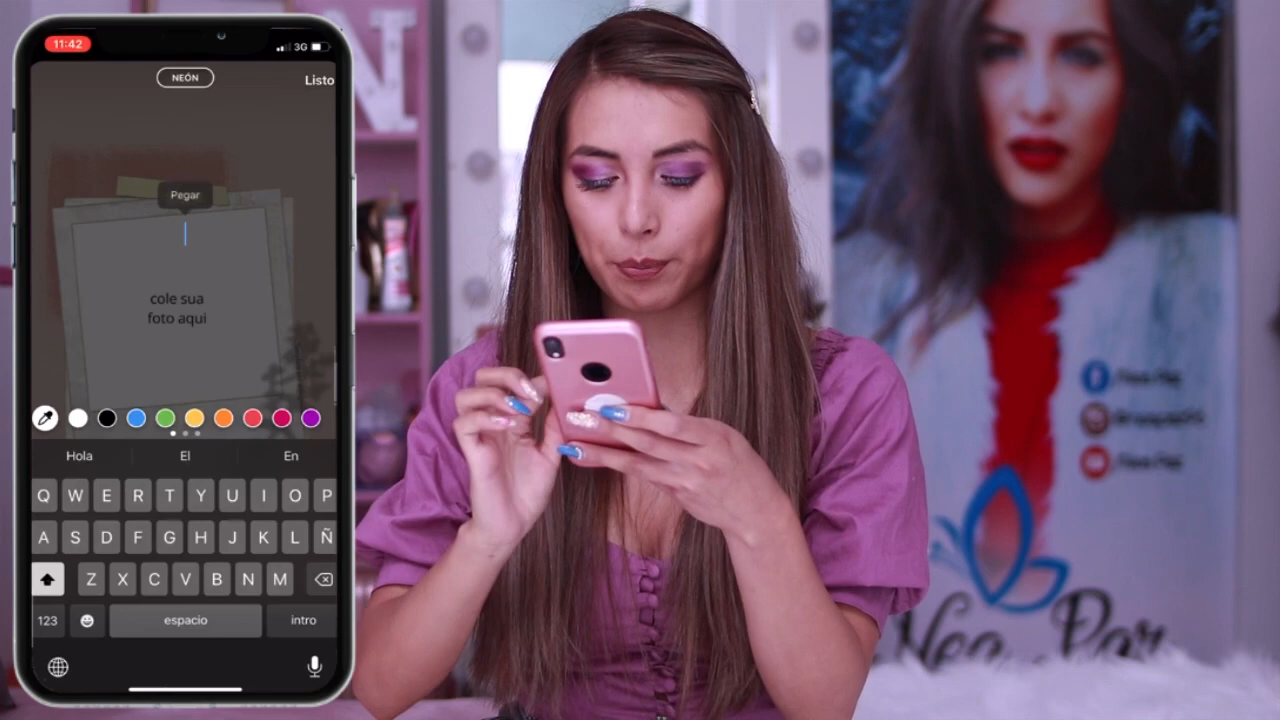 11:42
3G
NEÓN
Listo
Pegar
cole sua
foto aqui
Hola El En
Q W E R T Y U I O P
A S D F G H J K L Ñ
Z X C V B N M
123 espacio intro
N